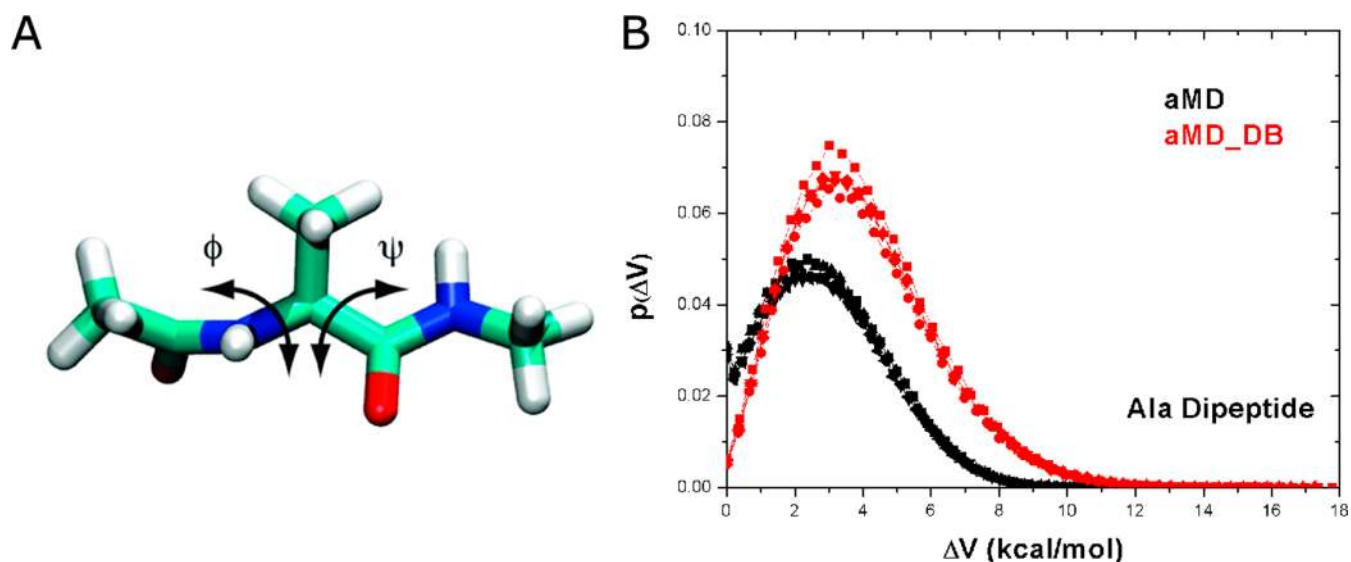 A
B
φ
ψ
0.10
0.08
0.06
0.04
0.02
0.00
p(ΔV)
aMD
aMD_DB
Ala Dipeptide
0 2 4 6 8 10 12 14 16 18
ΔV (kcal/mol)